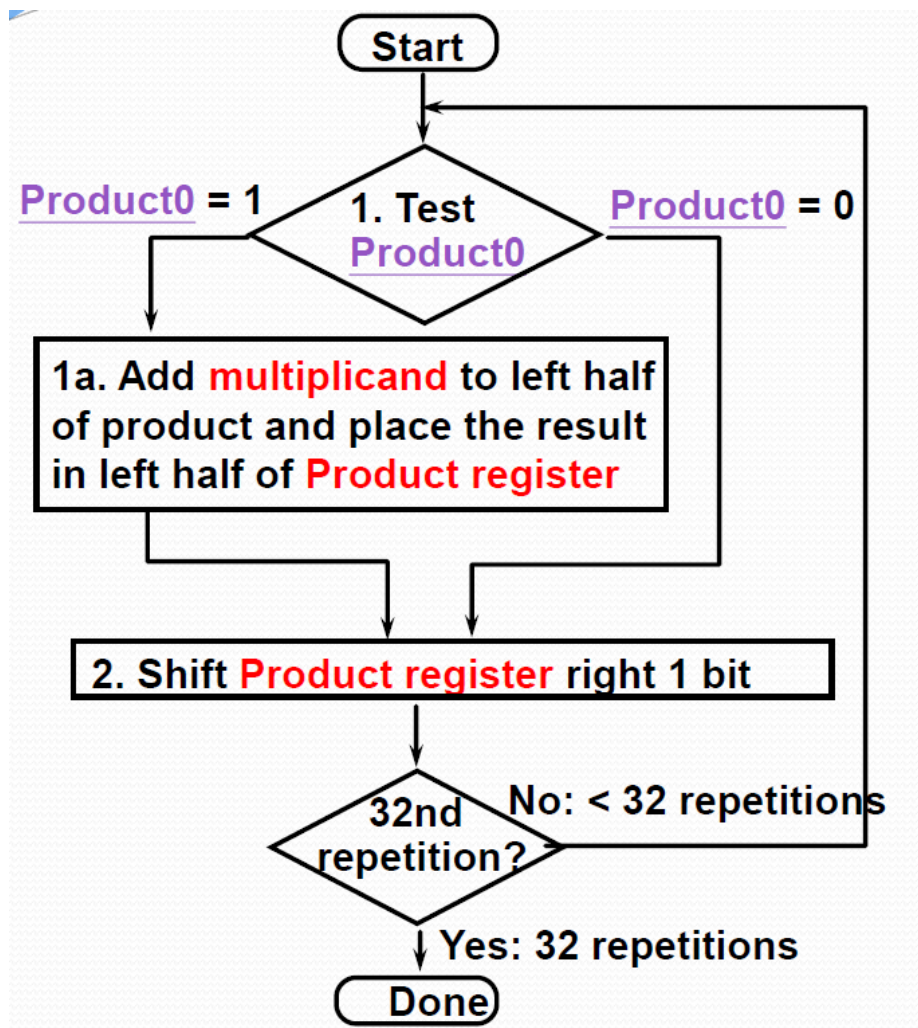 Start
Product0 = 1
1. Test
Product0
Product0 = 0
1a. Add multiplicand to left half
of product and place the result
in left half of Product register
2. Shift Product register right 1 bit
32nd
repetition?
No: < 32 repetitions
Yes: 32 repetitions
Done